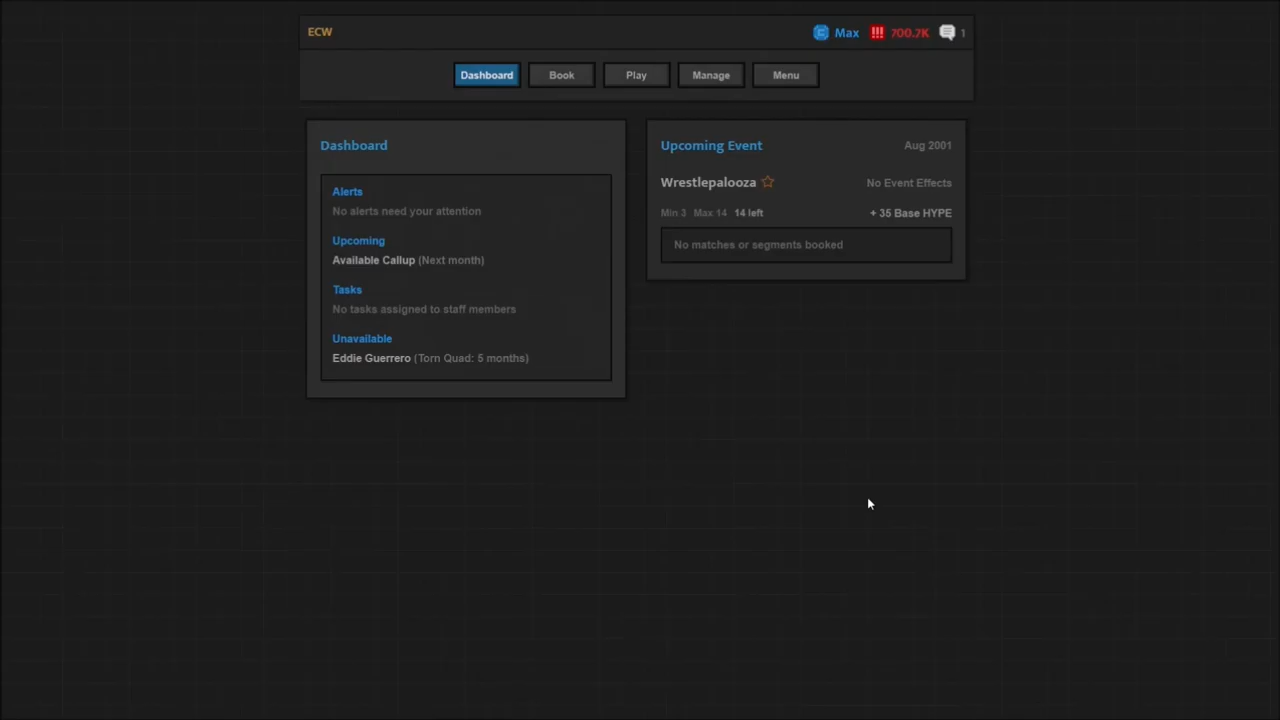 ECW
Max !!! 700.7K 1
Dashboard Book Play Manage Menu
Dashboard
Alerts
No alerts need your attention
Upcoming
Available Callup (Next month)
Tasks
No tasks assigned to staff members
Unavailable
Eddie Guerrero (Torn Quad: 5 months)
Upcoming Event Aug 2001
Wrestlepalooza No Event Effects
Min 3 Max 14 14 left + 35 Base HYPE
No matches or segments booked